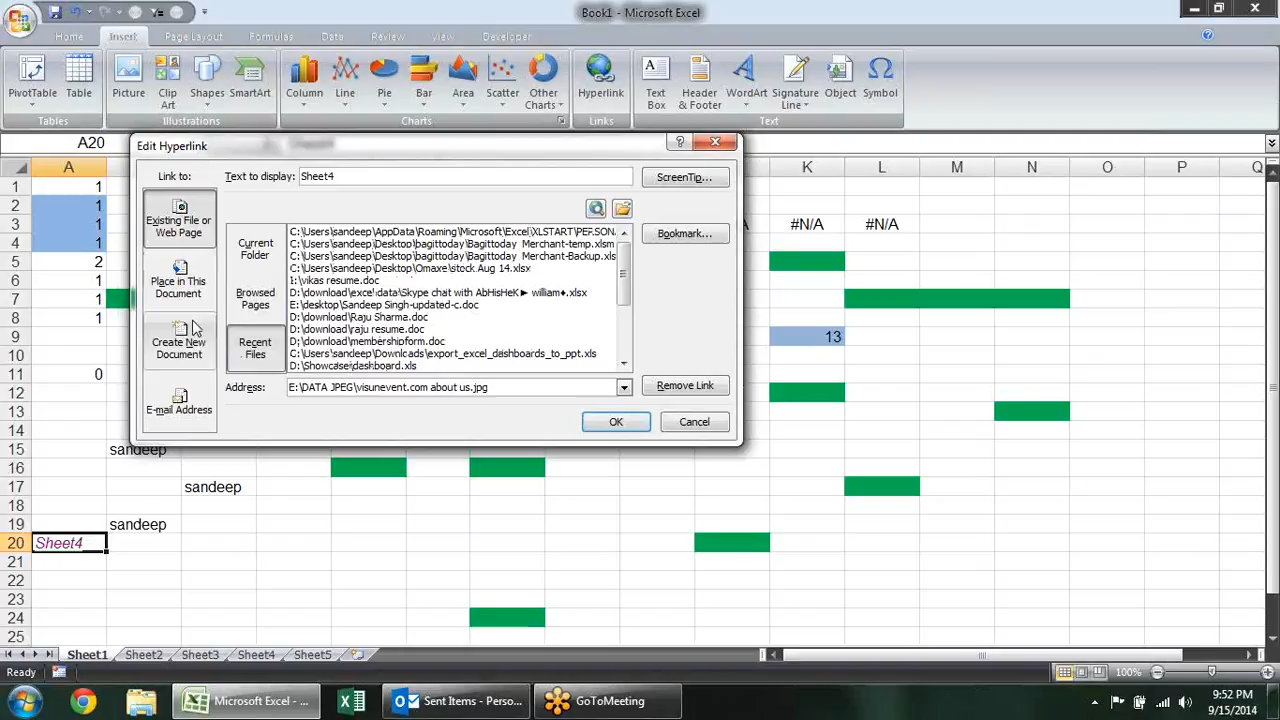 Book1 - Microsoft Excel
Home Insert Page Layout Formulas Data Review View Developer
PivotTable Table Picture Clip Art Shapes SmartArt Column Line Pie Bar Area Scatter Other Charts Hyperlink Text Box Header & Footer WordArt Signature Line Object Symbol
Tables Illustrations Charts Links Text
A20
Edit Hyperlink
Link to:
Text to display: Sheet4
ScreenTip...
Existing File or Web Page
Place in This Document
Create New Document
E-mail Address
Current Folder
Browsed Pages
Recent Files
C:\Users\sandeep\AppData\Roaming\Microsoft\Excel\XLSTART\PERSONA
C:\Users\sandeep\Desktop\bagittoday Merchant-temp.xlsm
C:\Users\sandeep\Desktop\bagittoday Merchant-Backup.xls
C:\Users\sandeep\Desktop\Omaxe\stock Aug 14.xlsx
1:\vikas resume.doc
D:\download\excel\data\Skype chat with AbHisHeK ► william♦.xlsx
E:\desktop\Sandeep Singh-updated-c.doc
D:\download\Raju Sharma.doc
D:\download\raju resume.doc
D:\download\membershipform.doc
C:\Users\sandeep\Downloads\export_excel_dashboards_to_ppt.xls
D:\Showcase\dashboard.xls
Bookmark...
Address: E:\DATA JPEG\visunevent.com about us.jpg
Remove Link
OK Cancel
A K L M N O P Q
1 1
2 1
3 1 #N/A #N/A
4 1
5 2
6 1
7 1
8 1
9 13
10
11 0
12
13
14
15 sandeep
16
17 sandeep
18
19 sandeep
20 Sheet4
21
22
23
24
25
Sheet1 Sheet2 Sheet3 Sheet4 Sheet5
Ready 100%
Microsoft Excel - ... Sent Items - Perso... GoToMeeting
9:52 PM
9/15/2014